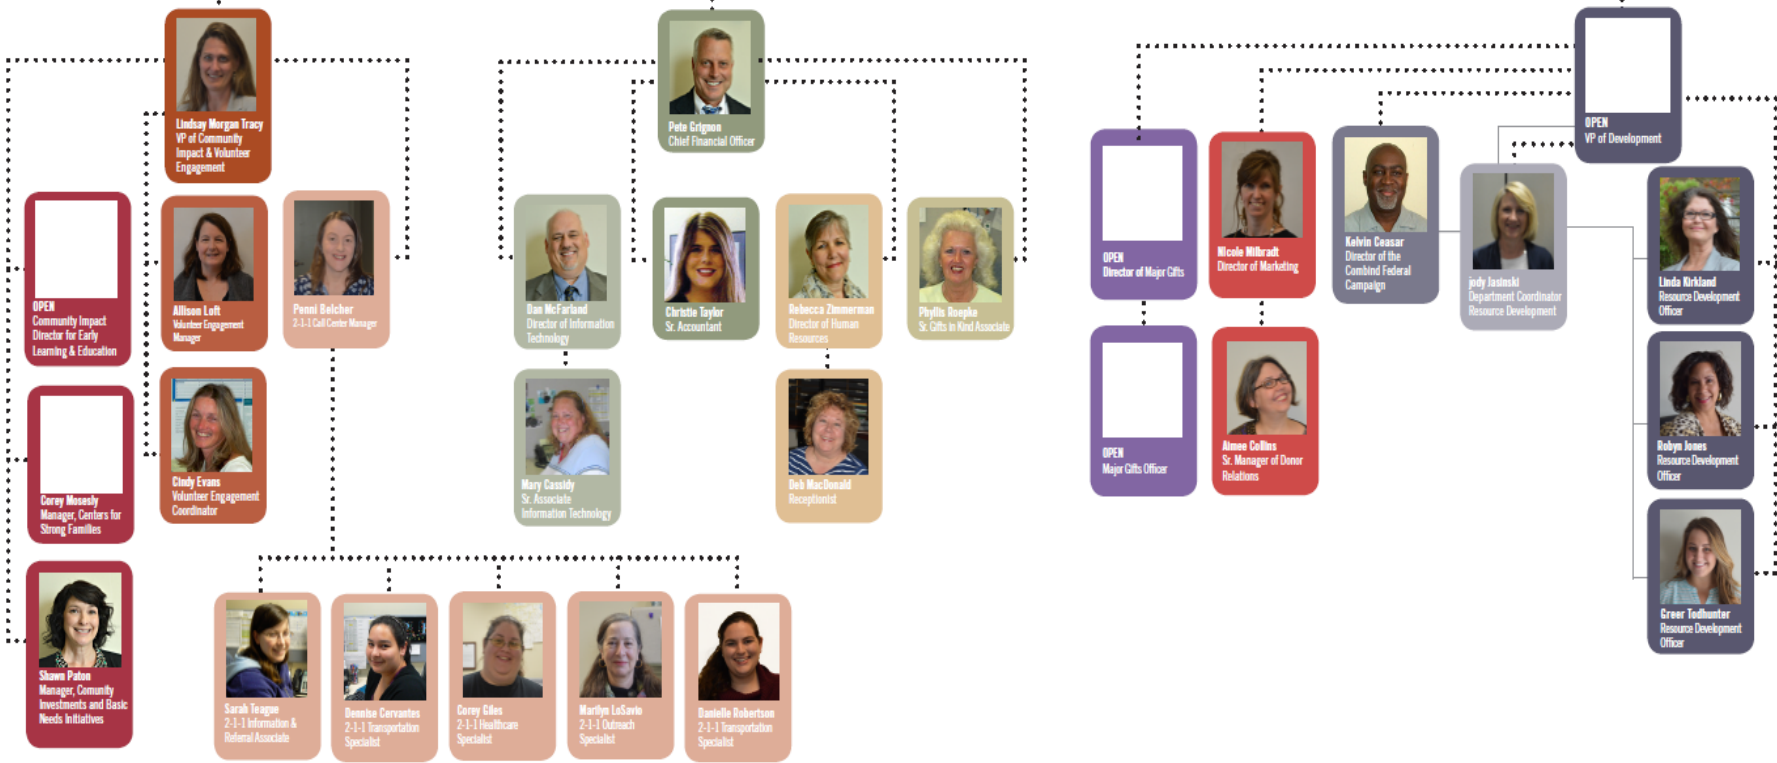 Lindsay Morgan Tracy
VP of Community
Impact & Volunteer
Engagement
OPEN
Community Impact
Director for Early
Learning & Education
Allison Loft
Volunteer Engagement
Manager
Penni Belcher
2-1-1 Call Center Manager
Corey Mosesly
Manager, Centers for
Strong Families
Cindy Evans
Volunteer Engagement
Coordinator
Shawn Paton
Manager, Comunity
Investments and Basic
Needs Initiatives
Sarah Teague
2-1-1 Information &
Referral Associate
Dennise Cervantes
2-1-1 Transportation
Specialist
Corey Giles
2-1-1 Healthcare
Specialist
Marilyn LoSavio
2-1-1 Outreach
Specialist
Danielle Robertson
2-1-1 Transportation
Specialist
Pete Grignon
Chief Financial Officer
Dan McFarland
Director of Information
Technology
Christie Taylor
Sr. Accountant
Rebecca Zimmerman
Director of Human
Resources
Phyllis Roepke
Sr. Gifts in Kind Associate
Mary Cassidy
Sr. Associate
Information Technology
Deb MacDonald
Receptionist
OPEN
VP of Development
OPEN
Director of Major Gifts
Nicole Milbradt
Director of Marketing
Kelvin Ceasar
Director of the
Combind Federal
Campaign
jody Jasinski
Department Coordinator
Resource Development
Linda Kirkland
Resource Development
Officer
OPEN
Major Gifts Officer
Aimee Collins
Sr. Manager of Donor
Relations
Robyn Jones
Resource Development
Officer
Greer Todhunter
Resource Development
Officer